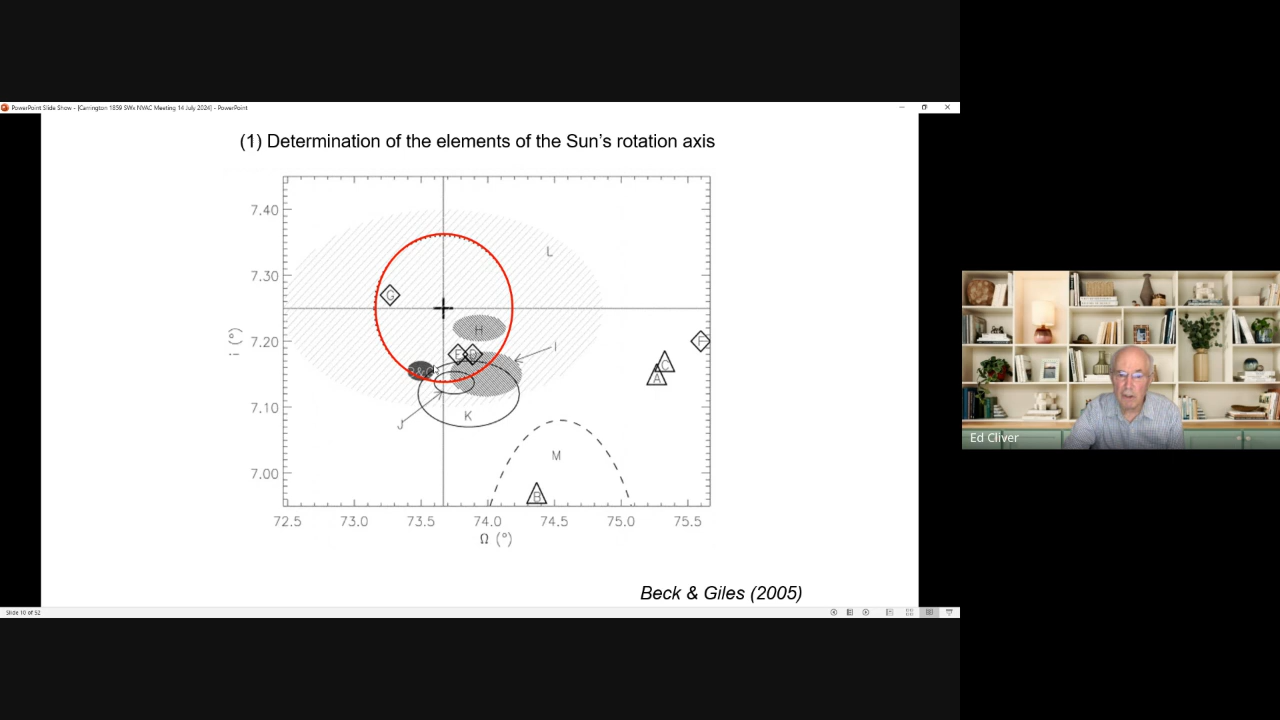 PowerPoint Slide Show - [Carrington 1859 SWx NVAC Meeting 14 July 2024] - PowerPoint
(1) Determination of the elements of the Sun's rotation axis
7.40
7.30
7.20
7.10
7.00
i (°)
L
G
H
I
E
F
C
A
B&G
J
K
M
B
72.5 73.0 73.5 74.0 74.5 75.0 75.5
Ω (°)
Beck & Giles (2005)
Slide 10 of 52
Ed Cliver